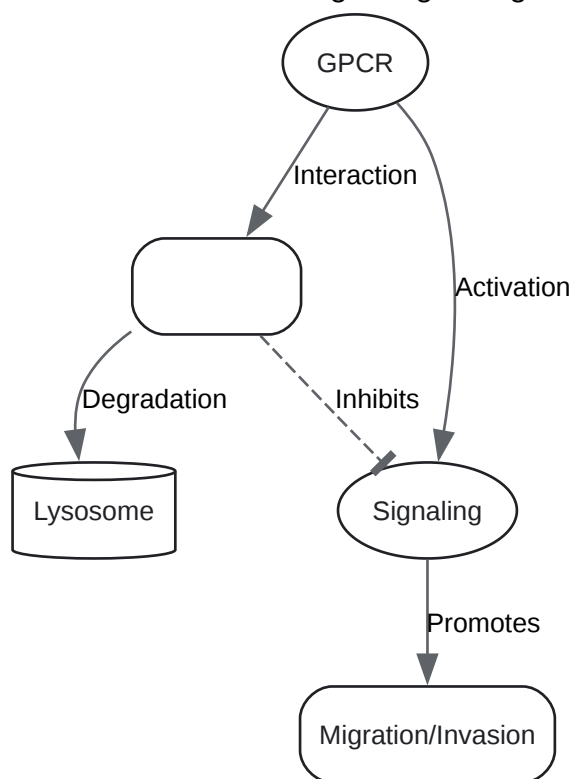 GPCR
Interaction
Activation
Degradation
Inhibits
Lysosome
Signaling
Promotes
Migration/Invasion